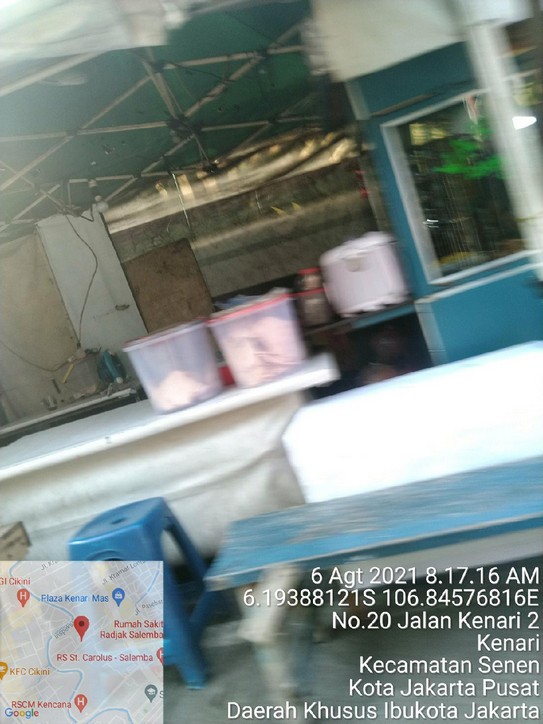 6 Agt 2021 8.17.16 AM
6.19388121S 106.84576816E
No.20 Jalan Kenari 2
Kenari
Kecamatan Senen
Kota Jakarta Pusat
Daerah Khusus Ibukota Jakarta
GI Cikini
Plaza Kenari Mas
Rumah Sakit
Radjak Salemba
RS St. Carolus - Salemba
KFC Cikini
RSCM Kencana
Google